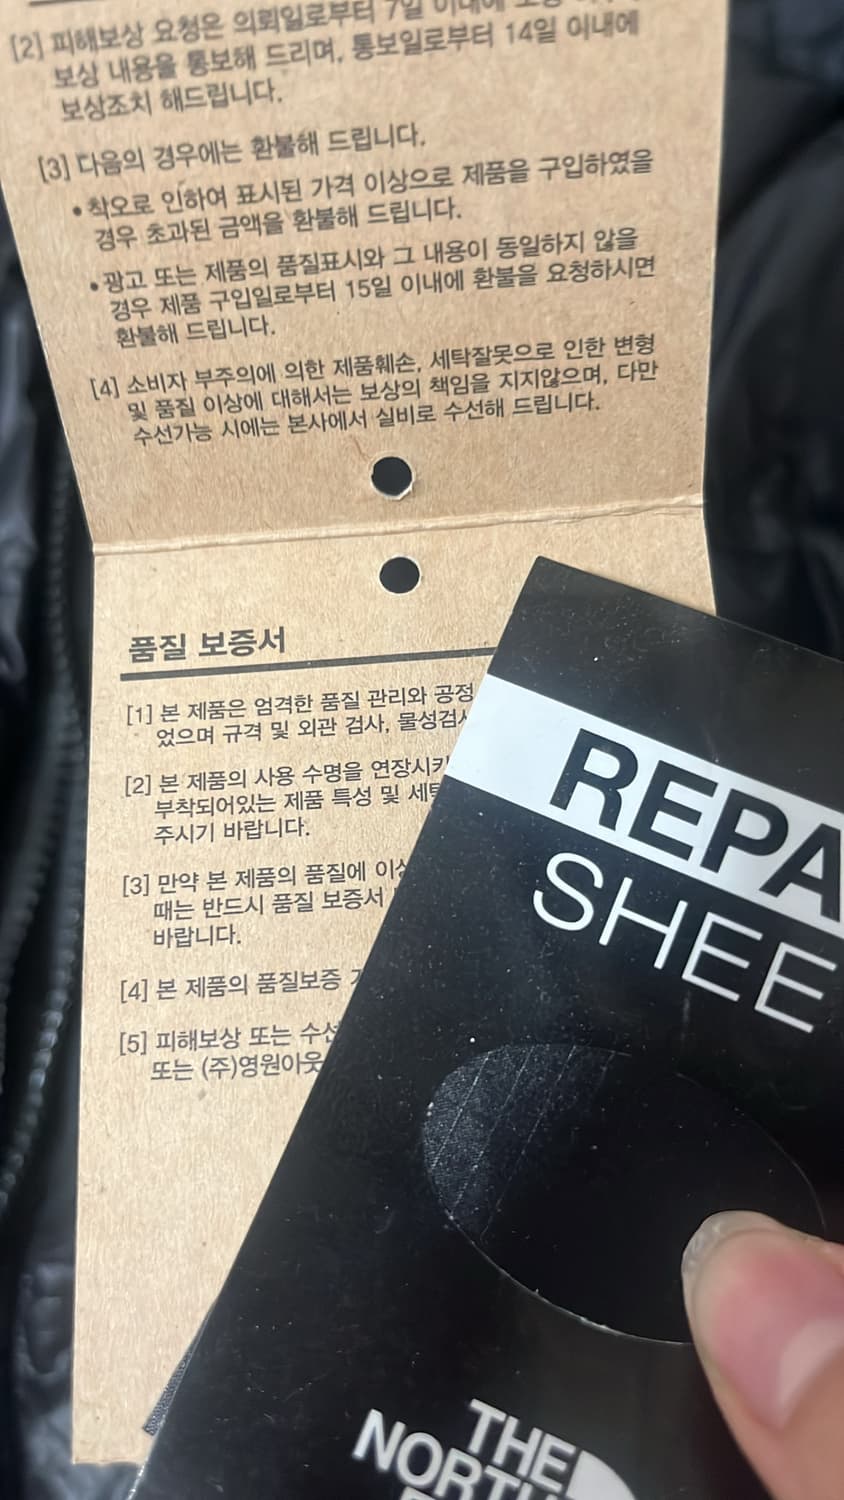 [2] 피해보상 요청은 의뢰일로부터 7일 이내에
보상 내용을 통보해 드리며, 통보일로부터 14일 이내에
보상조치 해드립니다.
[3] 다음의 경우에는 환불해 드립니다.
• 착오로 인하여 표시된 가격 이상으로 제품을 구입하였을
경우 초과된 금액을 환불해 드립니다.
• 광고 또는 제품의 품질표시와 그 내용이 동일하지 않을
경우 제품 구입일로부터 15일 이내에 환불을 요청하시면
환불해 드립니다.
[4] 소비자 부주의에 의한 제품훼손, 세탁잘못으로 인한 변형
및 품질 이상에 대해서는 보상의 책임을 지지않으며, 다만
수선가능 시에는 본사에서 실비로 수선해 드립니다.
품질 보증서
[1] 본 제품은 엄격한 품질 관리와 공정
었으며 규격 및 외관 검사, 물성검사
[2] 본 제품의 사용 수명을 연장시키
부착되어있는 제품 특성 및 세탁
주시기 바랍니다.
[3] 만약 본 제품의 품질에 이상
때는 반드시 품질 보증서
바랍니다.
[4] 본 제품의 품질보증
[5] 피해보상 또는 수선
또는 (주)영원아웃
REPA
SHEE
THE
NORTH